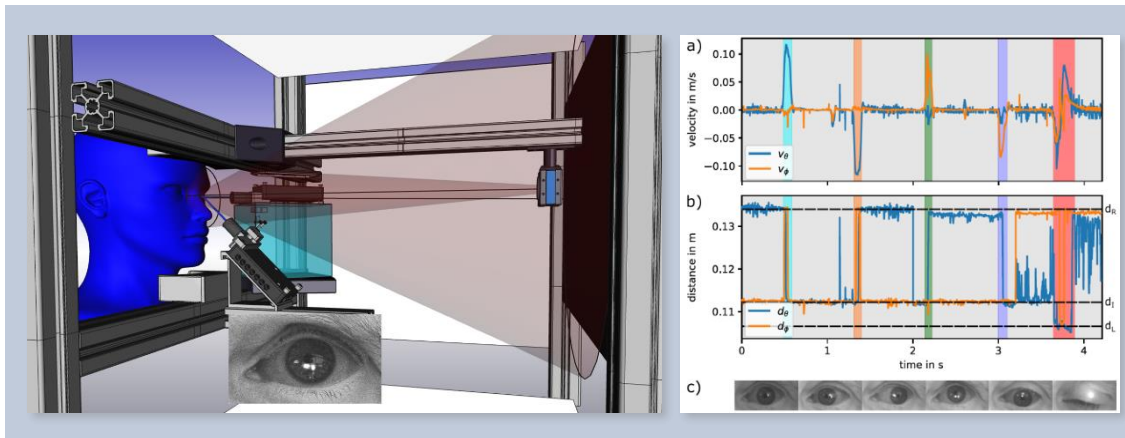 a)
velocity in m/s
0.10
0.05
0.00
−0.05
−0.10
vθ
vϕ
b)
distance in m
0.13
0.12
0.11
dθ
dϕ
dR
dI
dL
0
1
2
3
4
time in s
c)